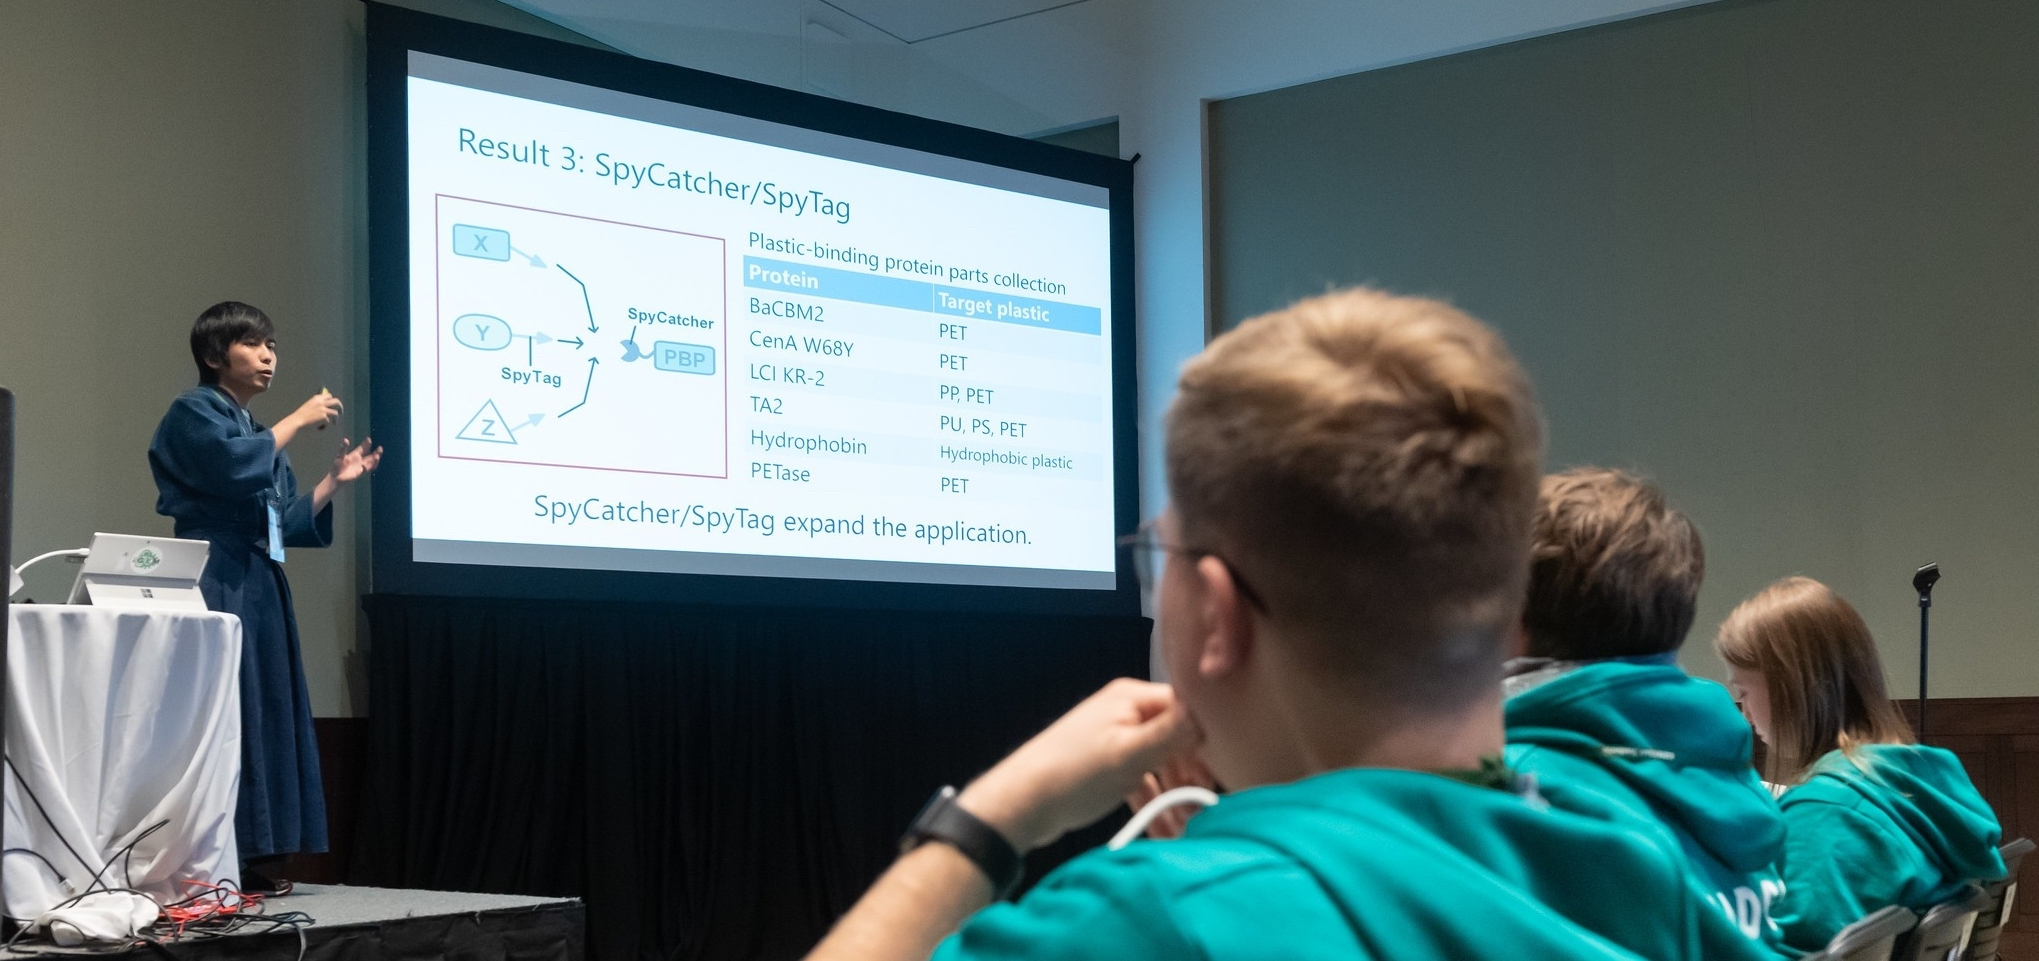 Result 3: SpyCatcher/SpyTag
X
Y
SpyTag
Z
SpyCatcher
PBP
Plastic-binding protein parts collection
Protein Target plastic
BaCBM2 PET
CenA W68Y PET
LCI KR-2 PP, PET
TA2 PU, PS, PET
Hydrophobin Hydrophobic plastic
PETase PET
SpyCatcher/SpyTag expand the application.